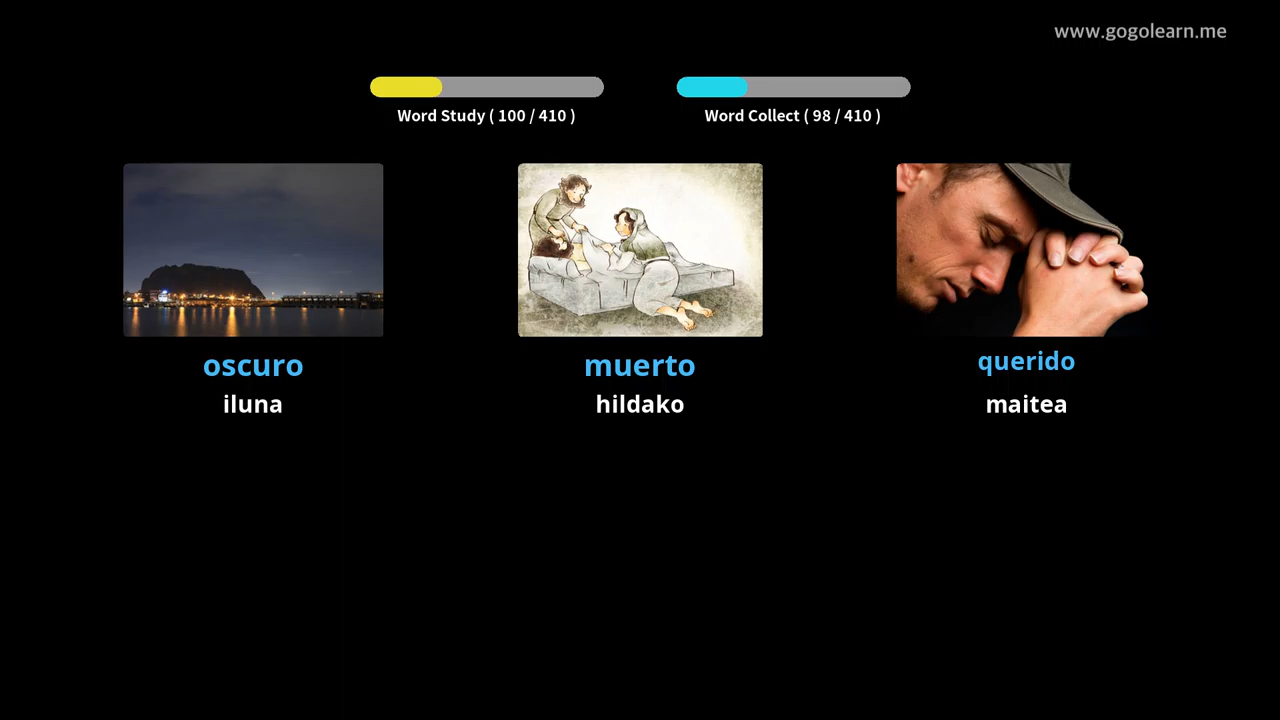 www.gogolearn.me
Word Study ( 100 / 410 )
Word Collect ( 98 / 410 )
oscuro
muerto
querido
iluna
hildako
maitea